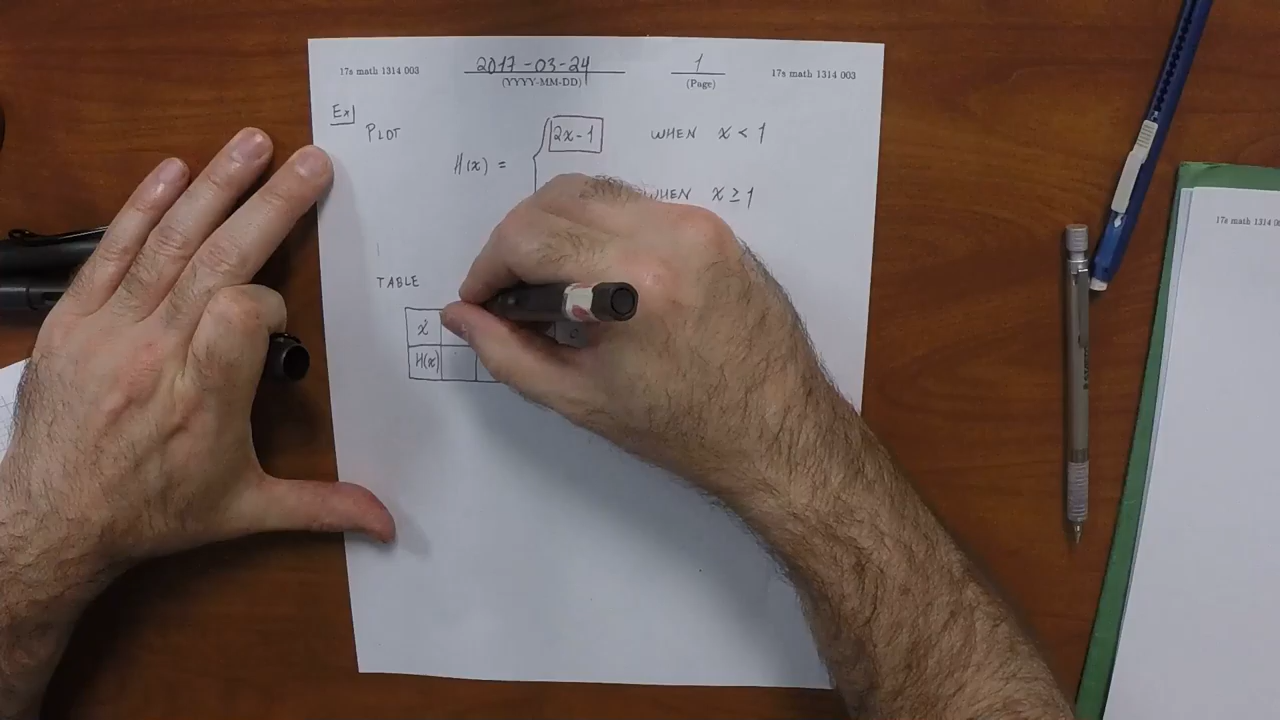 17s math 1314 003 2017-03-24 1 17s math 1314 003
(YYYY-MM-DD) (Page)
Ex
PLOT
2x-1 WHEN x < 1
H(x) =
WHEN x ≥ 1
TABLE
x
H(x)
17s math 1314